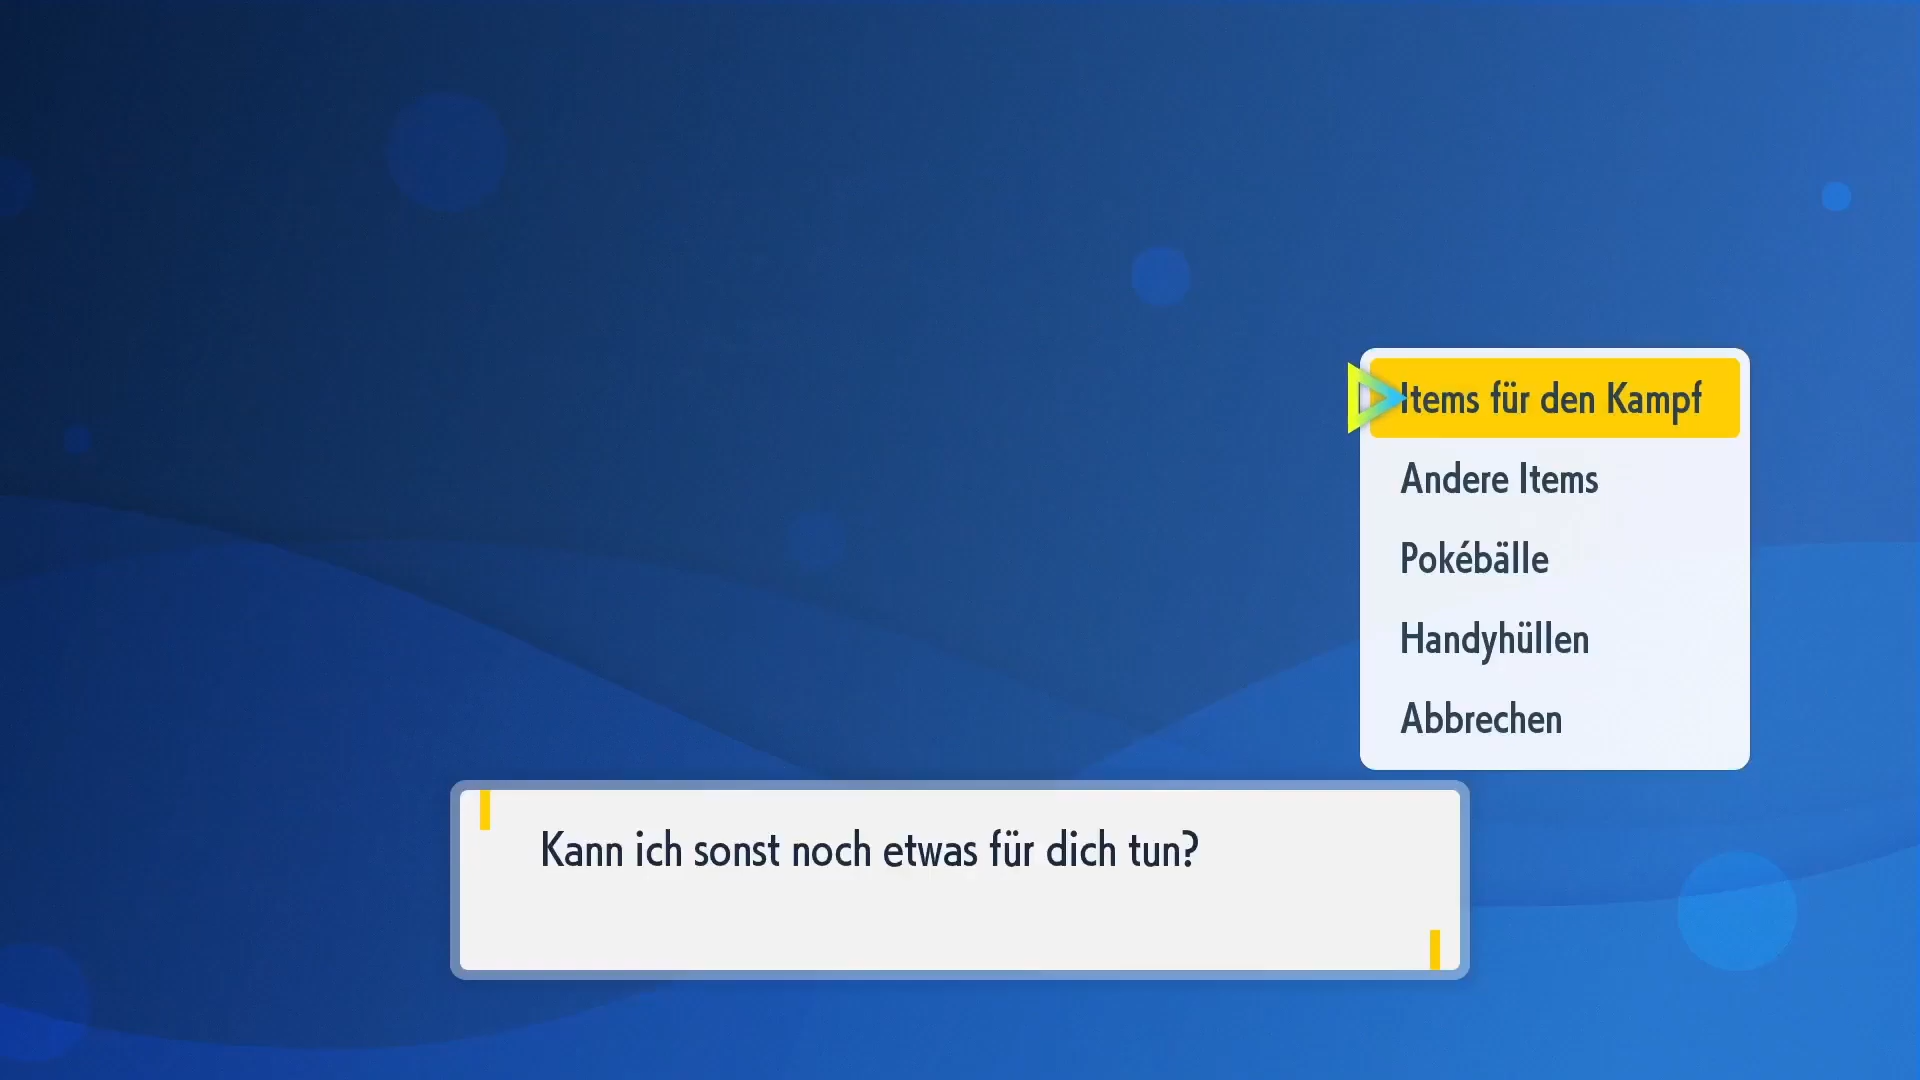 Items für den Kampf
Andere Items
Pokébälle
Handyhüllen
Abbrechen
Kann ich sonst noch etwas für dich tun?